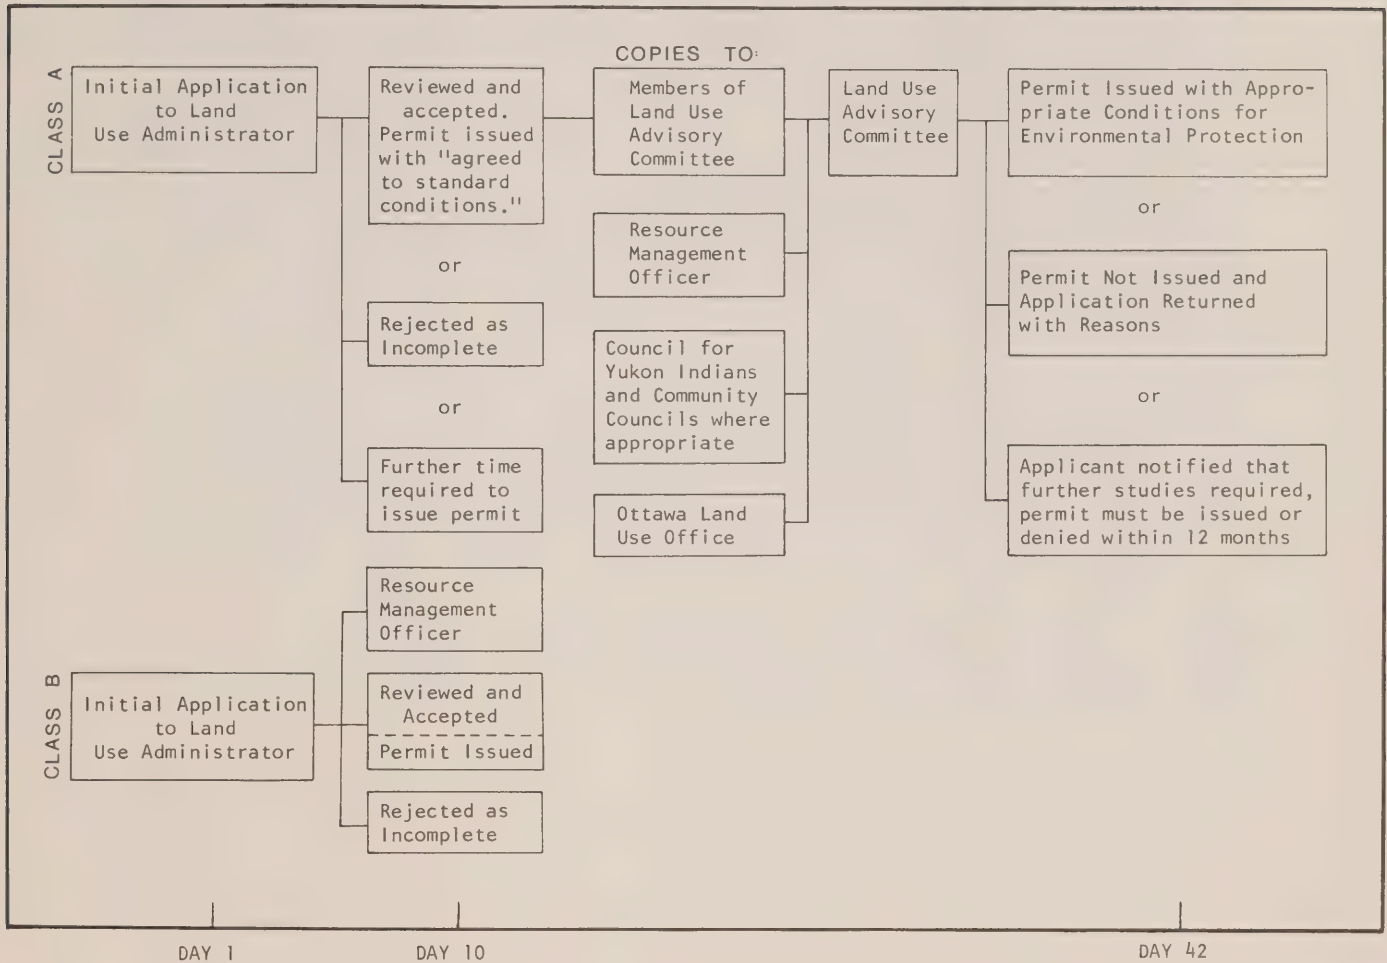 CLASS A
Initial Application
to Land
Use Administrator
Reviewed and
accepted.
Permit issued
with "agreed
to standard
conditions."
or
Rejected as
Incomplete
or
Further time
required to
issue permit
COPIES TO:
Members of
Land Use
Advisory
Committee
Resource
Management
Officer
Council for
Yukon Indians
and Community
Councils where
appropriate
Ottawa Land
Use Office
Land Use
Advisory
Committee
Permit Issued with Appro-
priate Conditions for
Environmental Protection
or
Permit Not Issued and
Application Returned
with Reasons
or
Applicant notified that
further studies required,
permit must be issued or
denied within 12 months
CLASS B
Initial Application
to Land
Use Administrator
Resource
Management
Officer
Reviewed and
Accepted
Permit Issued
Rejected as
Incomplete
DAY 1
DAY 10
DAY 42